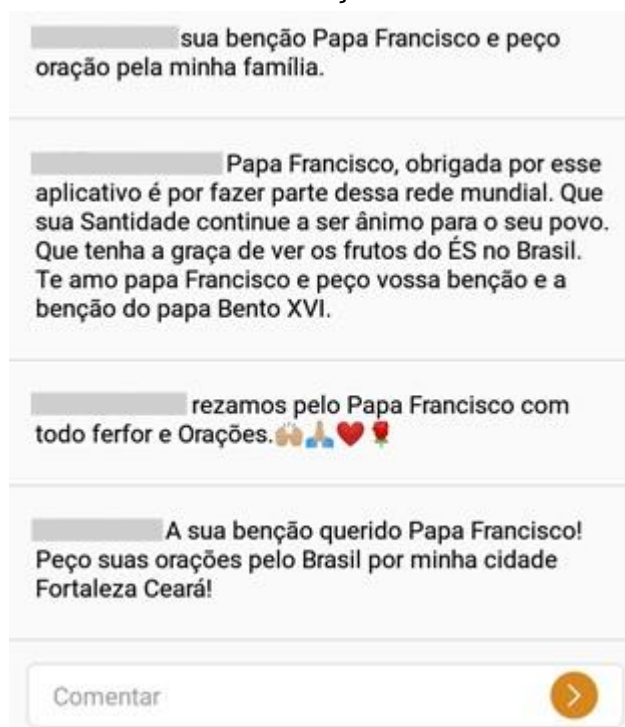 sua benção Papa Francisco e peço
oração pela minha família.
Papa Francisco, obrigada por esse
aplicativo é por fazer parte dessa rede mundial. Que
sua Santidade continue a ser ânimo para o seu povo.
Que tenha a graça de ver os frutos do ÉS no Brasil.
Te amo papa Francisco e peço vossa benção e a
benção do papa Bento XVI.
rezamos pelo Papa Francisco com
todo ferfor e Orações.🙌🏼🙏🏼❤️🌹
A sua benção querido Papa Francisco!
Peço suas orações pelo Brasil por minha cidade
Fortaleza Ceará!
Comentar